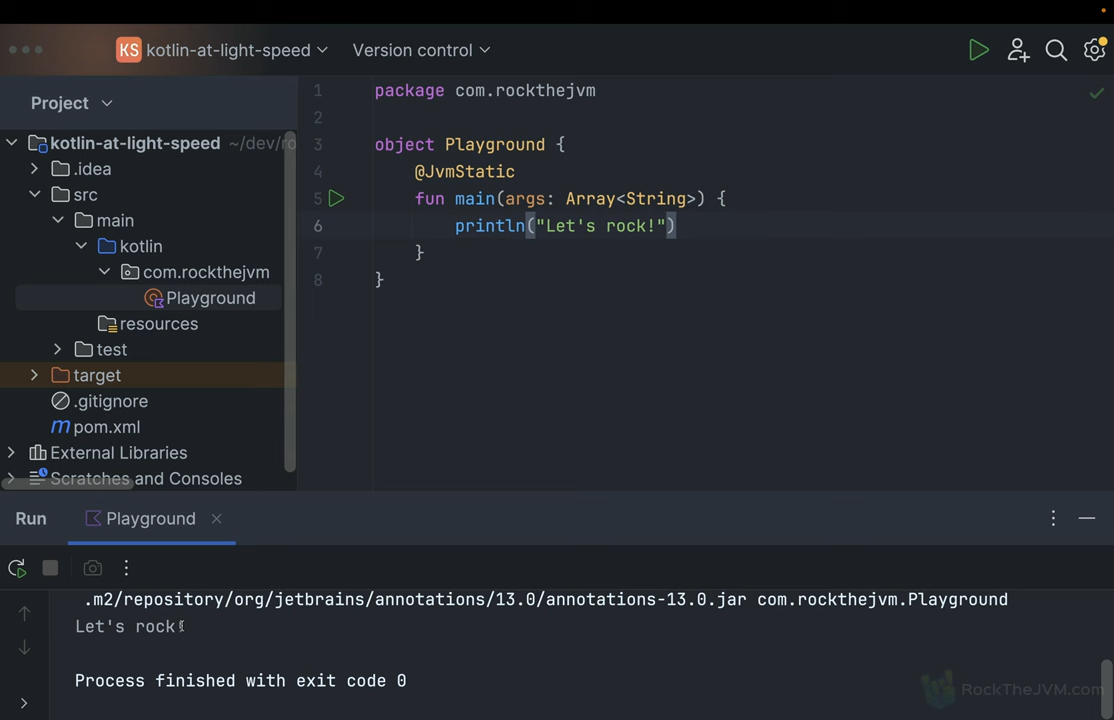 KS kotlin-at-light-speed Version control
Project
kotlin-at-light-speed ~/dev/ro
.idea
src
main
kotlin
com.rockthejvm
Playground
resources
test
target
.gitignore
m pom.xml
External Libraries
Scratches and Consoles
1 package com.rockthejvm
2
3 object Playground {
4 @JvmStatic
5 fun main(args: Array<String>) {
6 println("Let's rock!")
7 }
8 }
Run Playground
.m2/repository/org/jetbrains/annotations/13.0/annotations-13.0.jar com.rockthejvm.Playground
Let's rock!
Process finished with exit code 0
RockTheJVM.com